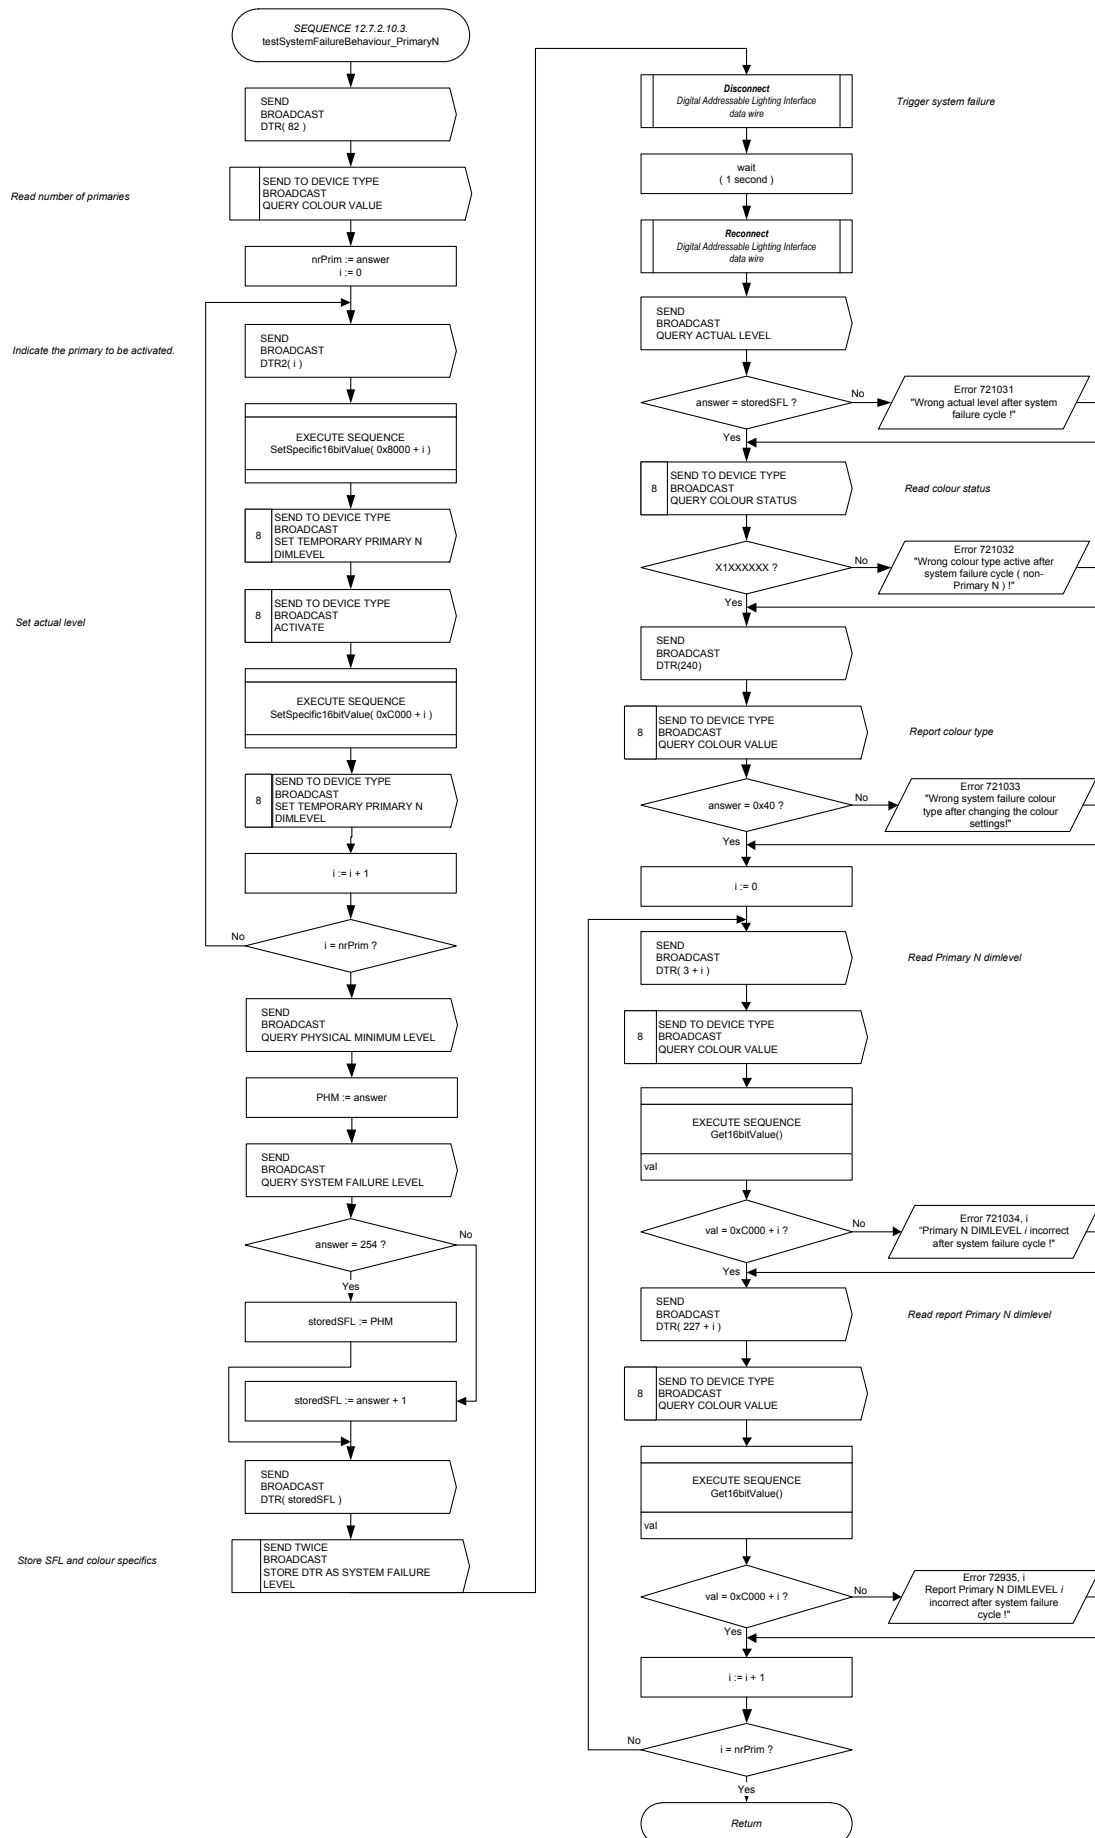 SEQUENCE 12.7.2.10.3.
testSystemFailureBehaviour_PrimaryN
SEND
BROADCAST
DTR( 82 )
Read number of primaries
SEND TO DEVICE TYPE
BROADCAST
QUERY COLOUR VALUE
nrPrim := answer
i := 0
Indicate the primary to be activated.
SEND
BROADCAST
DTR2( i )
EXECUTE SEQUENCE
SetSpecific16bitValue( 0x8000 + i )
8
SEND TO DEVICE TYPE
BROADCAST
SET TEMPORARY PRIMARY N
DIMLEVEL
Set actual level
8
SEND TO DEVICE TYPE
BROADCAST
ACTIVATE
EXECUTE SEQUENCE
SetSpecific16bitValue( 0xC000 + i )
8
SEND TO DEVICE TYPE
BROADCAST
SET TEMPORARY PRIMARY N
DIMLEVEL
i := i + 1
No
i = nrPrim ?
SEND
BROADCAST
QUERY PHYSICAL MINIMUM LEVEL
PHM := answer
SEND
BROADCAST
QUERY SYSTEM FAILURE LEVEL
answer = 254 ?
No
Yes
storedSFL := PHM
storedSFL := answer + 1
SEND
BROADCAST
DTR( storedSFL )
Store SFL and colour specifics
SEND TWICE
BROADCAST
STORE DTR AS SYSTEM FAILURE
LEVEL
Disconnect
Digital Addressable Lighting Interface
data wire
Trigger system failure
wait
( 1 second )
Reconnect
Digital Addressable Lighting Interface
data wire
SEND
BROADCAST
QUERY ACTUAL LEVEL
answer = storedSFL ?
No
Error 721031
"Wrong actual level after system
failure cycle !"
Yes
8
SEND TO DEVICE TYPE
BROADCAST
QUERY COLOUR STATUS
Read colour status
X1XXXXXX ?
No
Error 721032
"Wrong colour type active after
system failure cycle ( non-
Primary N ) !"
Yes
SEND
BROADCAST
DTR(240)
8
SEND TO DEVICE TYPE
BROADCAST
QUERY COLOUR VALUE
Report colour type
answer = 0x40 ?
No
Error 721033
"Wrong system failure colour
type after changing the colour
settings!"
Yes
i := 0
SEND
BROADCAST
DTR( 3 + i )
Read Primary N dimlevel
8
SEND TO DEVICE TYPE
BROADCAST
QUERY COLOUR VALUE
EXECUTE SEQUENCE
Get16bitValue()
val
val = 0xC000 + i ?
No
Error 721034, i
“Primary N DIMLEVEL i incorrect
after system failure cycle !"
Yes
SEND
BROADCAST
DTR( 227 + i )
Read report Primary N dimlevel
8
SEND TO DEVICE TYPE
BROADCAST
QUERY COLOUR VALUE
EXECUTE SEQUENCE
Get16bitValue()
val
val = 0xC000 + i ?
No
Error 72935, i
Report Primary N DIMLEVEL i
incorrect after system failure
cycle !"
Yes
i := i + 1
No
i = nrPrim ?
Yes
Return